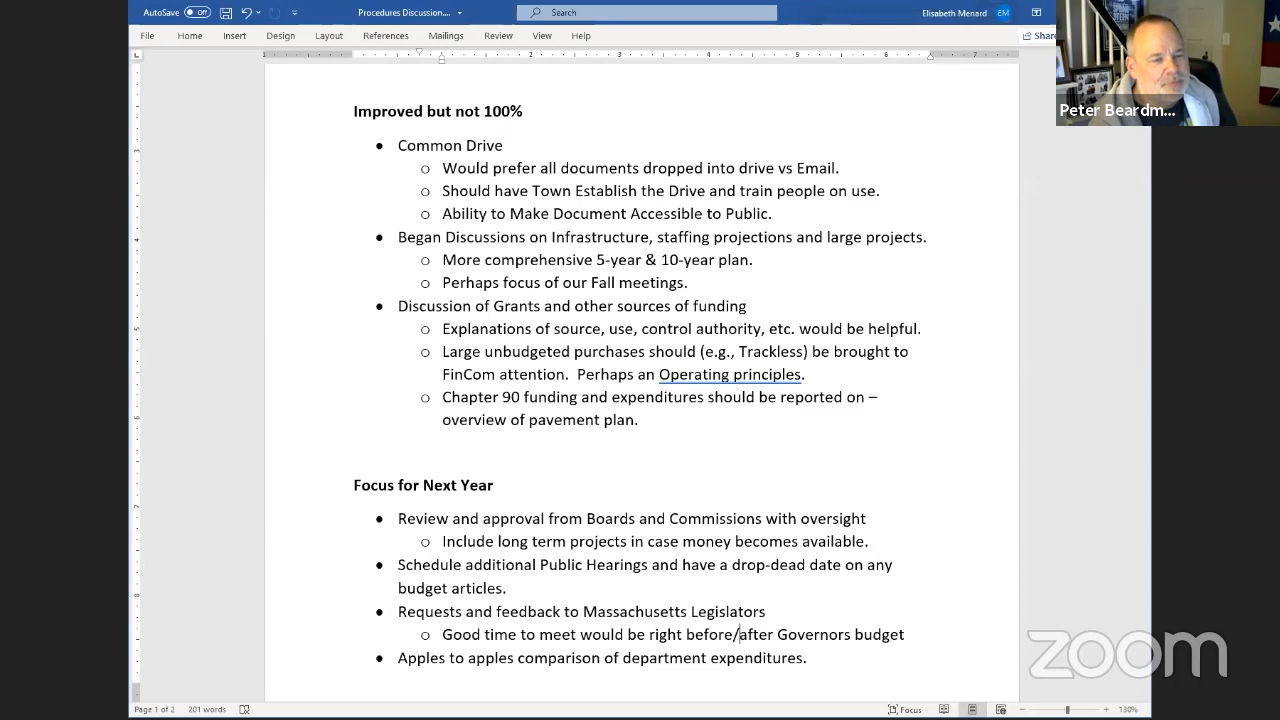 AutoSave Off Procedures Discussion.... Search Elisabeth Menard EM
File Home Insert Design Layout References Mailings Review View Help Share
1 1 2 3 4 5 6 7
Peter Beardm...
Improved but not 100%
• Common Drive
o Would prefer all documents dropped into drive vs Email.
o Should have Town Establish the Drive and train people on use.
o Ability to Make Document Accessible to Public.
• Began Discussions on Infrastructure, staffing projections and large projects.
o More comprehensive 5-year & 10-year plan.
o Perhaps focus of our Fall meetings.
• Discussion of Grants and other sources of funding
o Explanations of source, use, control authority, etc. would be helpful.
o Large unbudgeted purchases should (e.g., Trackless) be brought to
FinCom attention.  Perhaps an Operating principles.
o Chapter 90 funding and expenditures should be reported on –
overview of pavement plan.
Focus for Next Year
• Review and approval from Boards and Commissions with oversight
o Include long term projects in case money becomes available.
• Schedule additional Public Hearings and have a drop-dead date on any
budget articles.
• Requests and feedback to Massachusetts Legislators
o Good time to meet would be right before/after Governors budget
• Apples to apples comparison of department expenditures.
zoom
Page 1 of 2 201 words Focus 130%